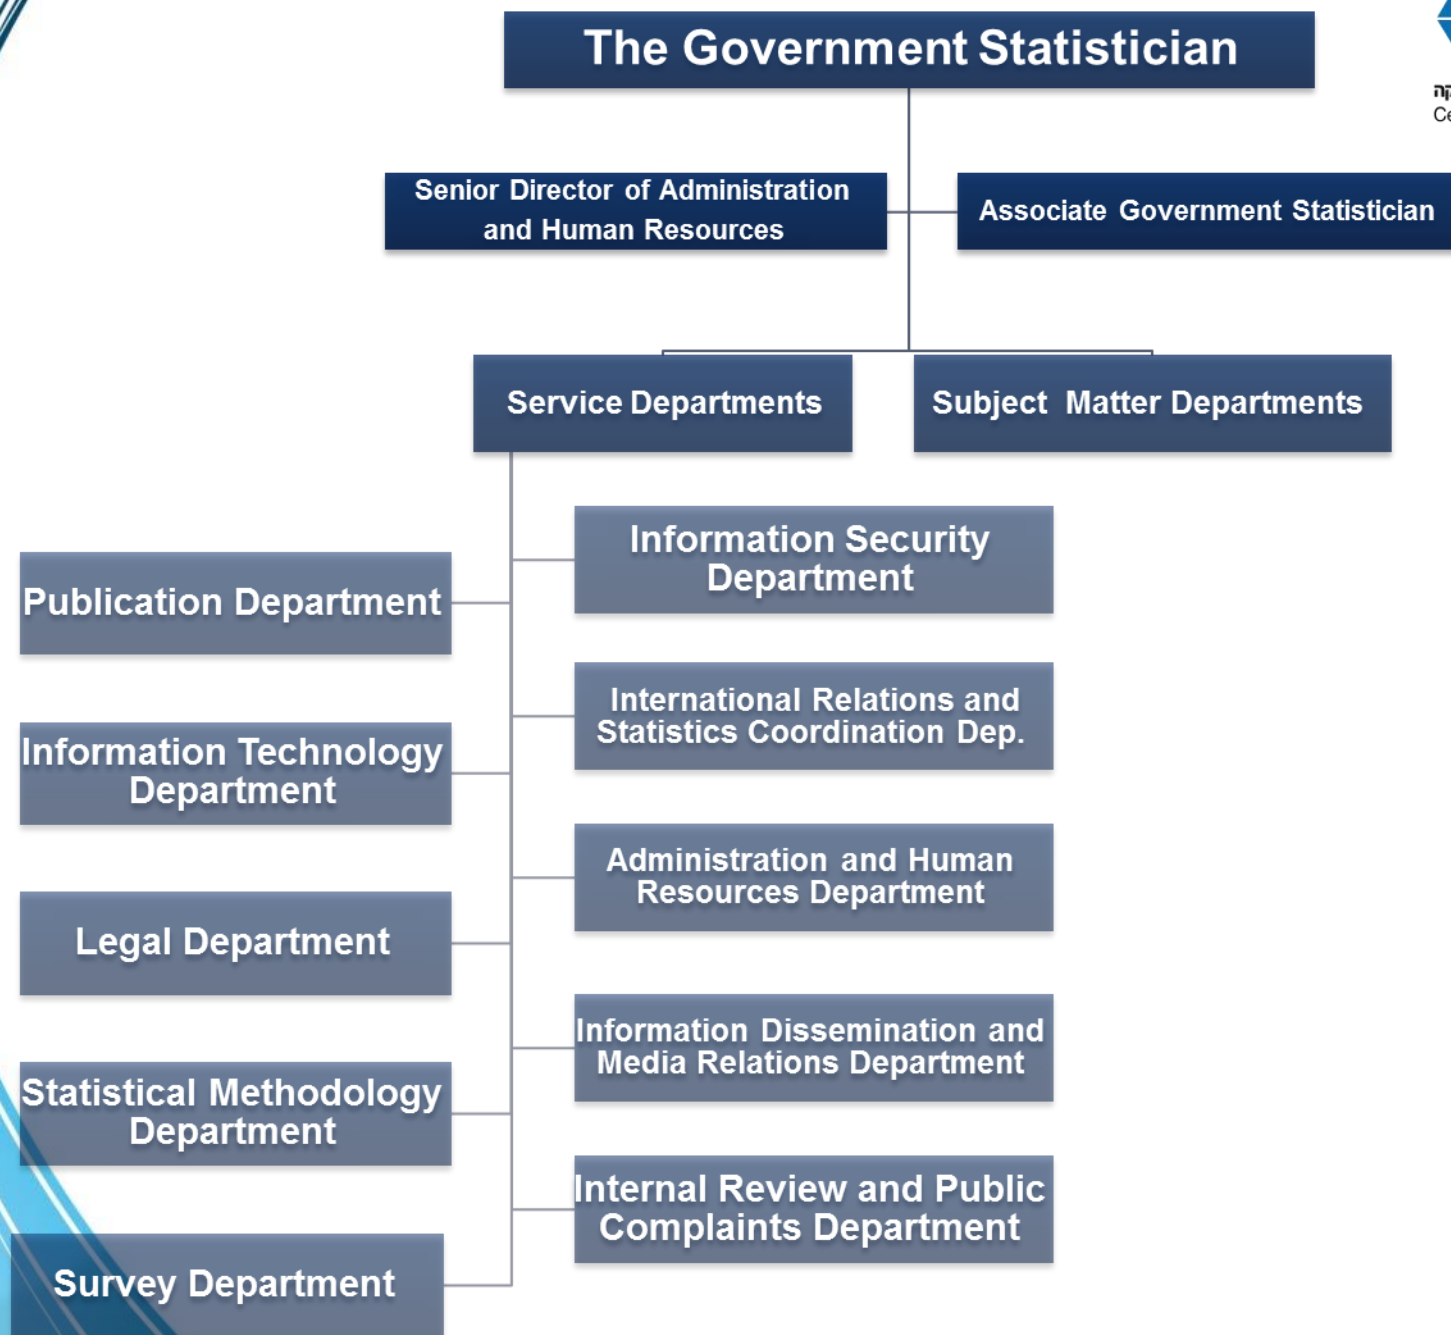 The Government Statistician
Senior Director of Administration
and Human Resources
Associate Government Statistician
Service Departments
Subject Matter Departments
Publication Department
Information Technology
Department
Legal Department
Statistical Methodology
Department
Survey Department
Information Security
Department
International Relations and
Statistics Coordination Dep.
Administration and Human
Resources Department
Information Dissemination and
Media Relations Department
Internal Review and Public
Complaints Department